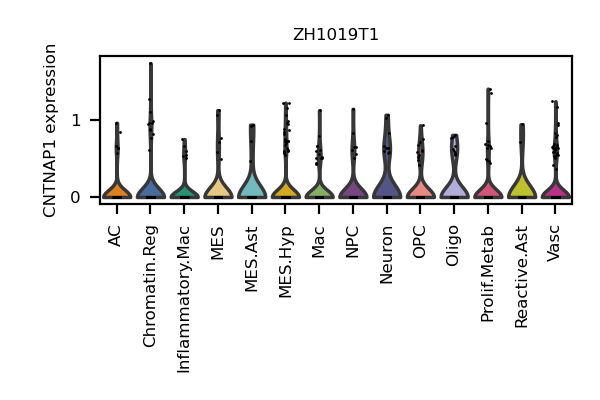 ZH1019T1
CNTNAP1 expression
1
0
AC
Chromatin.Reg
Inflammatory.Mac
MES
MES.Ast
MES.Hyp
Mac
NPC
Neuron
OPC
Oligo
Prolif.Metab
Reactive.Ast
Vasc